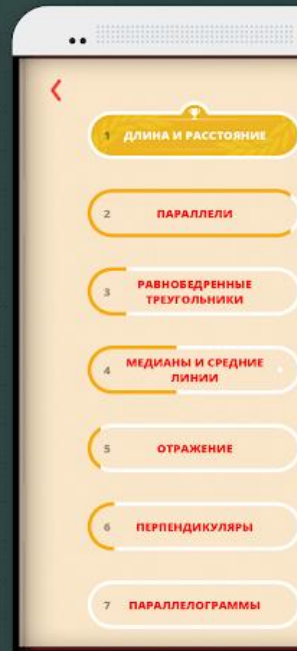 1 ДЛИНА И РАССТОЯНИЕ
2 ПАРАЛЛЕЛИ
3 РАВНОБЕДРЕННЫЕ
ТРЕУГОЛЬНИКИ
4 МЕДИАНЫ И СРЕДНИЕ
ЛИНИИ
5 ОТРАЖЕНИЕ
6 ПЕРПЕНДИКУЛЯРЫ
7 ПАРАЛЛЕЛОГРАММЫ